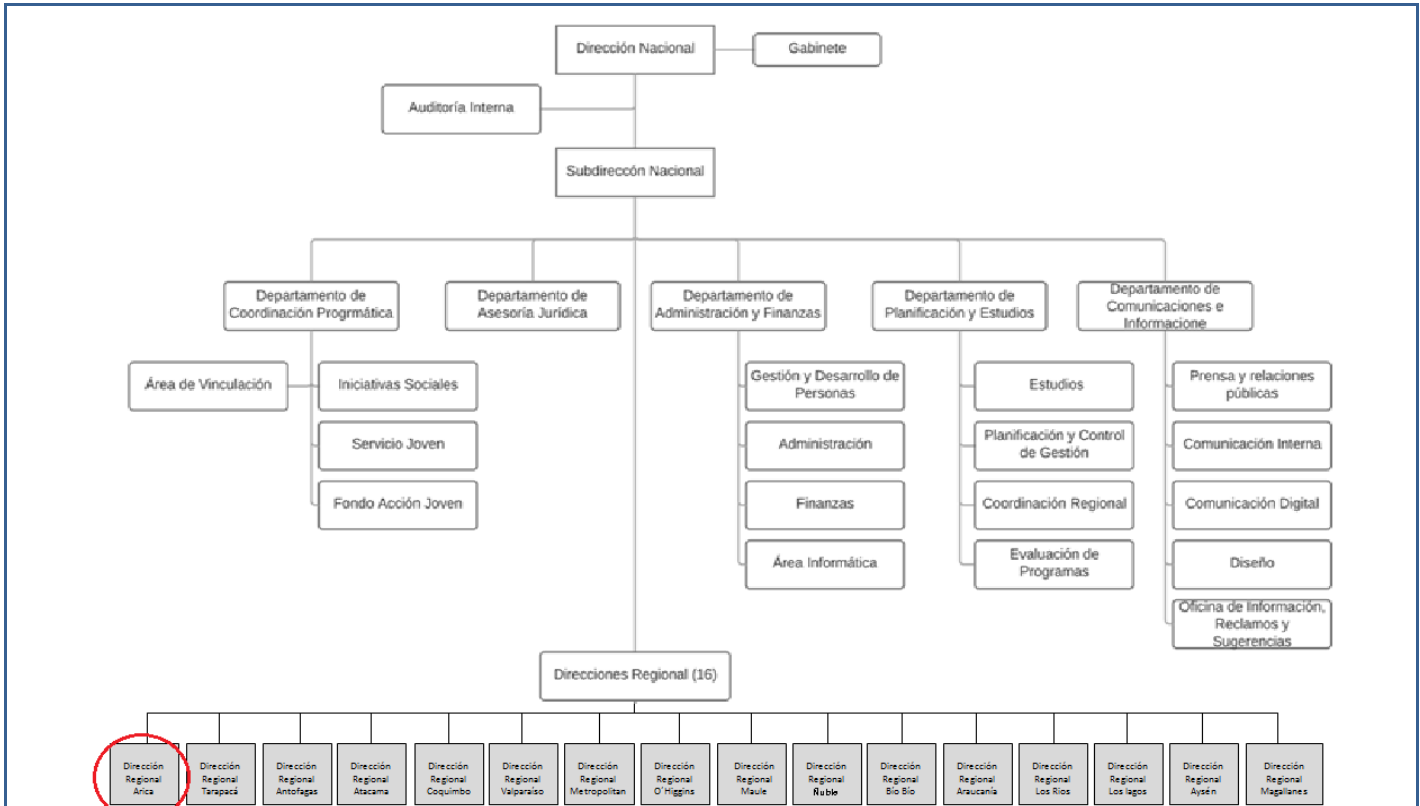 Dirección Nacional
Gabinete
Auditoría Interna
Subdireccón Nacional
Departamento de
Coordinación Progrmática
Departamento de
Asesoría Jurídica
Departamento de
Administración y Finanzas
Departamento de
Planificación y Estudios
Departamento de
Comunicaciones e
Informacione
Área de Vinculación
Iniciativas Sociales
Servicio Joven
Fondo Acción Joven
Gestión y Desarrollo de
Personas
Administración
Finanzas
Área Informática
Estudios
Planificación y Control
de Gestión
Coordinación Regional
Evaluación de
Programas
Prensa y relaciones
públicas
Comunicación Interna
Comunicación Digital
Diseño
Oficina de Información,
Reclamos y
Sugerencias
Direcciones Regional (16)
Dirección
Regional
Arica
Dirección
Regional
Tarapacá
Dirección
Regional
Antofagas
Dirección
Regional
Atacama
Dirección
Regional
Coquimbo
Dirección
Regional
Valparaíso
Dirección
Regional
Metropolitan
Dirección
Regional
O´Higgins
Dirección
Regional
Maule
Dirección
Regional
Ñuble
Dirección
Regional
Bío Bío
Dirección
Regional
Araucanía
Dirección
Regional
Los Rios
Dirección
Regional
Los lagos
Dirección
Regional
Aysén
Dirección
Regional
Magallanes